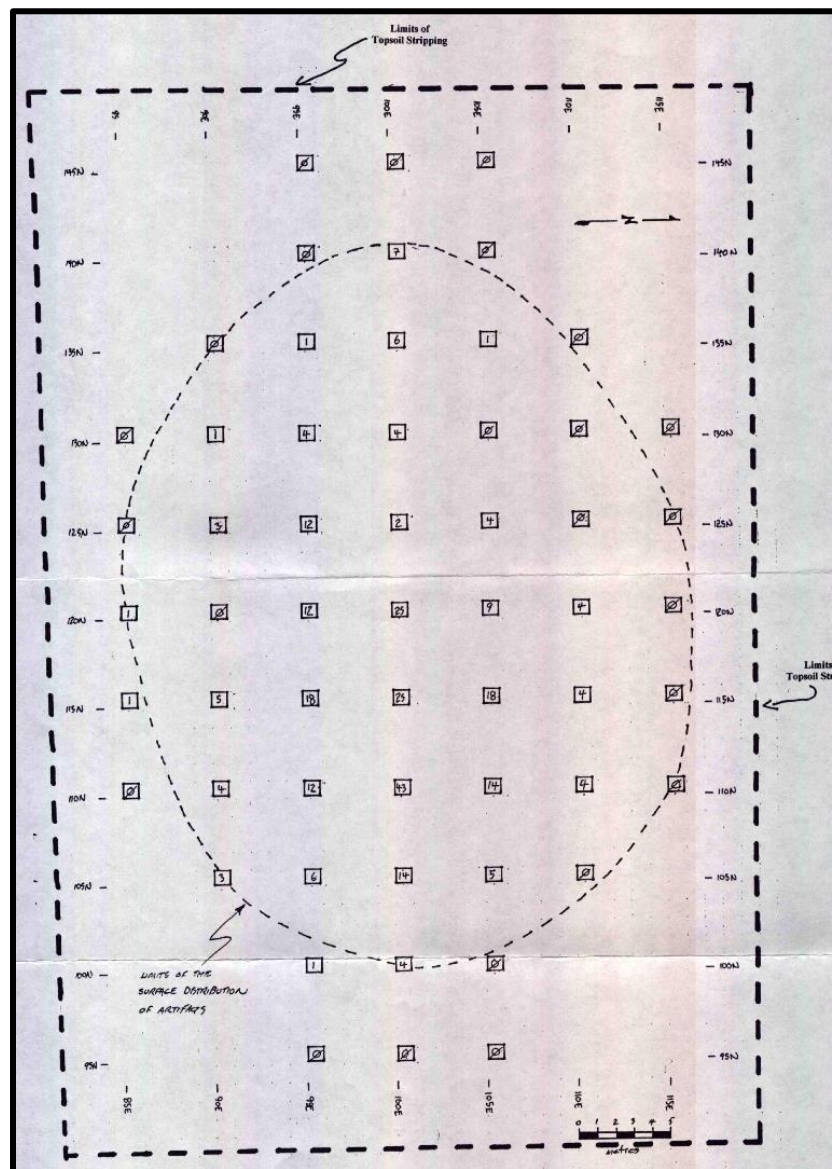 Limits of
Topsoil Stripping
145N
Ø Ø Ø
145N
N
140N
Ø 7 Ø
140N
135N
Ø 1 6 1 Ø
135N
130N
Ø 1 4 4 Ø Ø Ø
130N
125N
Ø 12 2 4 Ø Ø
125N
120N
1 Ø 12 25 9 4 Ø
120N
Limits
Topsoil Str
115N
1 5 18 23 18 4 Ø
115N
110N
Ø 4 12 43 14 4 Ø
110N
105N
3 6 14 5 Ø
105N
100N
1 4 Ø
100N
LIMITS OF THE
SURFACE DISTRIBUTION
OF ARTIFACTS
95N
Ø Ø Ø
95N
0 1 2 3 4 5
METRES